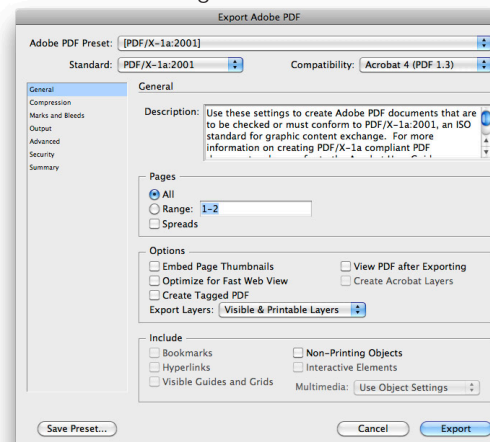 Export Adobe PDF
Adobe PDF Preset: [PDF/X-1a:2001]
Standard: PDF/X-1a:2001 Compatibility: Acrobat 4 (PDF 1.3)
General
Compression
Marks and Bleeds
Output
Advanced
Security
Summary
General
Description: Use these settings to create Adobe PDF documents that are
to be checked or must conform to PDF/X-1a:2001, an ISO
standard for graphic content exchange. For more
information on creating PDF/X-1a compliant PDF
Pages
All
Range: 1-2
Spreads
Options
Embed Page Thumbnails View PDF after Exporting
Optimize for Fast Web View Create Acrobat Layers
Create Tagged PDF
Export Layers: Visible & Printable Layers
Include
Bookmarks Non-Printing Objects
Hyperlinks Interactive Elements
Visible Guides and Grids Multimedia: Use Object Settings
Save Preset... Cancel Export